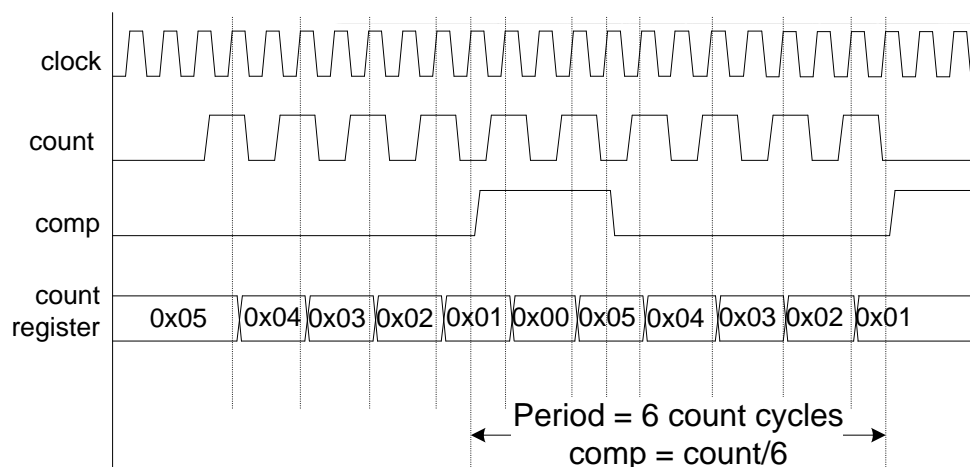 clock
count
comp
count
register
0x05 0x04 0x03 0x02 0x01 0x00 0x05 0x04 0x03 0x02 0x01
Period = 6 count cycles
comp = count/6